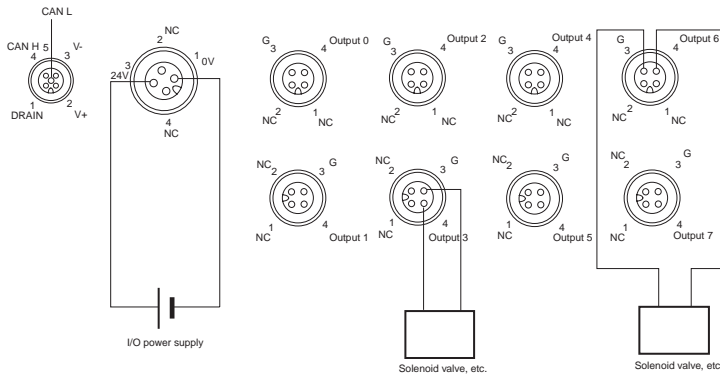 CAN L
CAN H 5
4 3 V-
1 2 V+
DRAIN
NC
2
3 1 0V
24V
4
NC
I/O power supply
G
3 4 Output 0
NC 2 1 NC
G
3 4 Output 2
NC 2 1 NC
G
3 4 Output 4
NC 2 1 NC
G
3 4 Output 6
NC 2 1 NC
NC 2 3 G
1 4
NC Output 1
NC 2 3 G
1 4
NC Output 3
NC 2 3 G
1 4
NC Output 5
NC 2 3 G
1 4
NC Output 7
Solenoid valve, etc.
Solenoid valve, etc